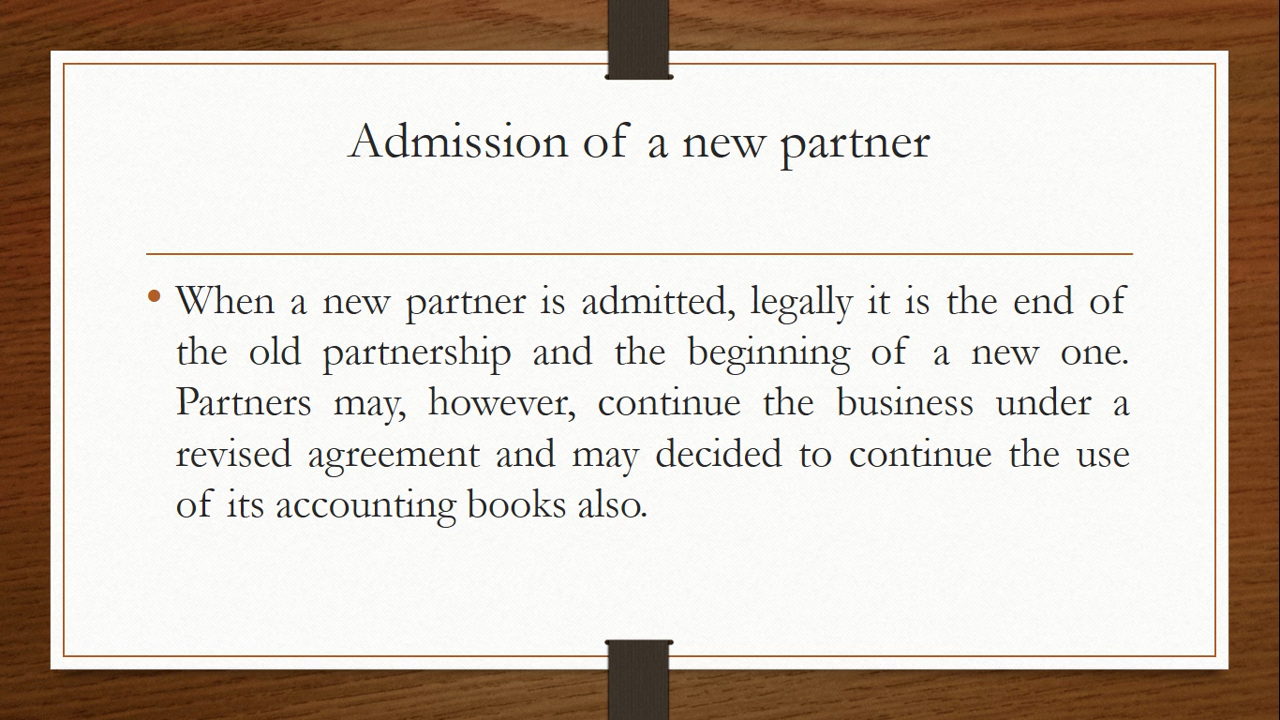 Admission of a new partner
• When a new partner is admitted, legally it is the end of
the old partnership and the beginning of a new one.
Partners may, however, continue the business under a
revised agreement and may decided to continue the use
of its accounting books also.